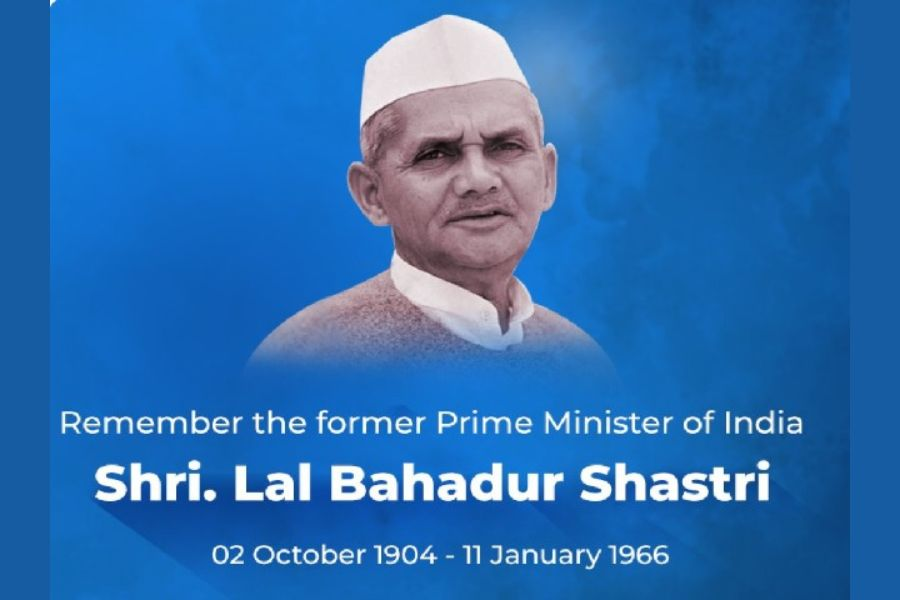 Remember the former Prime Minister of India
Shri. Lal Bahadur Shastri
02 October 1904 - 11 January 1966